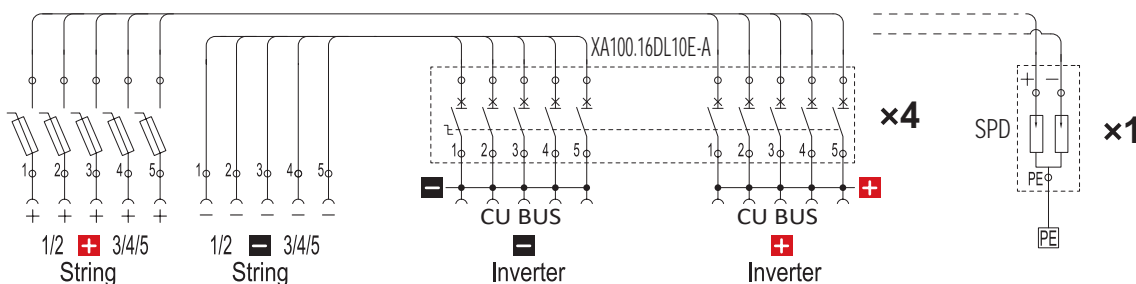 XA100.16DL10E-A
×4
×1
SPD
+ −
1 2 3 4 5
1 2 3 4 5
1 2 3 4 5
1 2 3 4 5
PE
− +
+ + + + +
− − − − −
CU BUS
CU BUS
PE
1/2 + 3/4/5
String
1/2 − 3/4/5
String
−
Inverter
+
Inverter